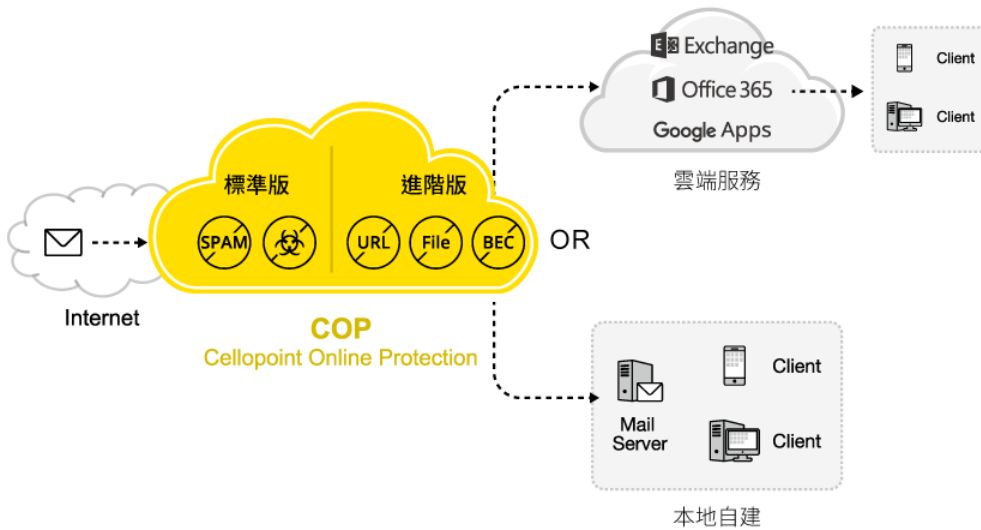 Exchange
Office 365
Google Apps
Client
Client
雲端服務
標準版
進階版
SPAM
URL
File
BEC
OR
Internet
COP
Cellopoint Online Protection
Mail
Server
Client
Client
本地自建